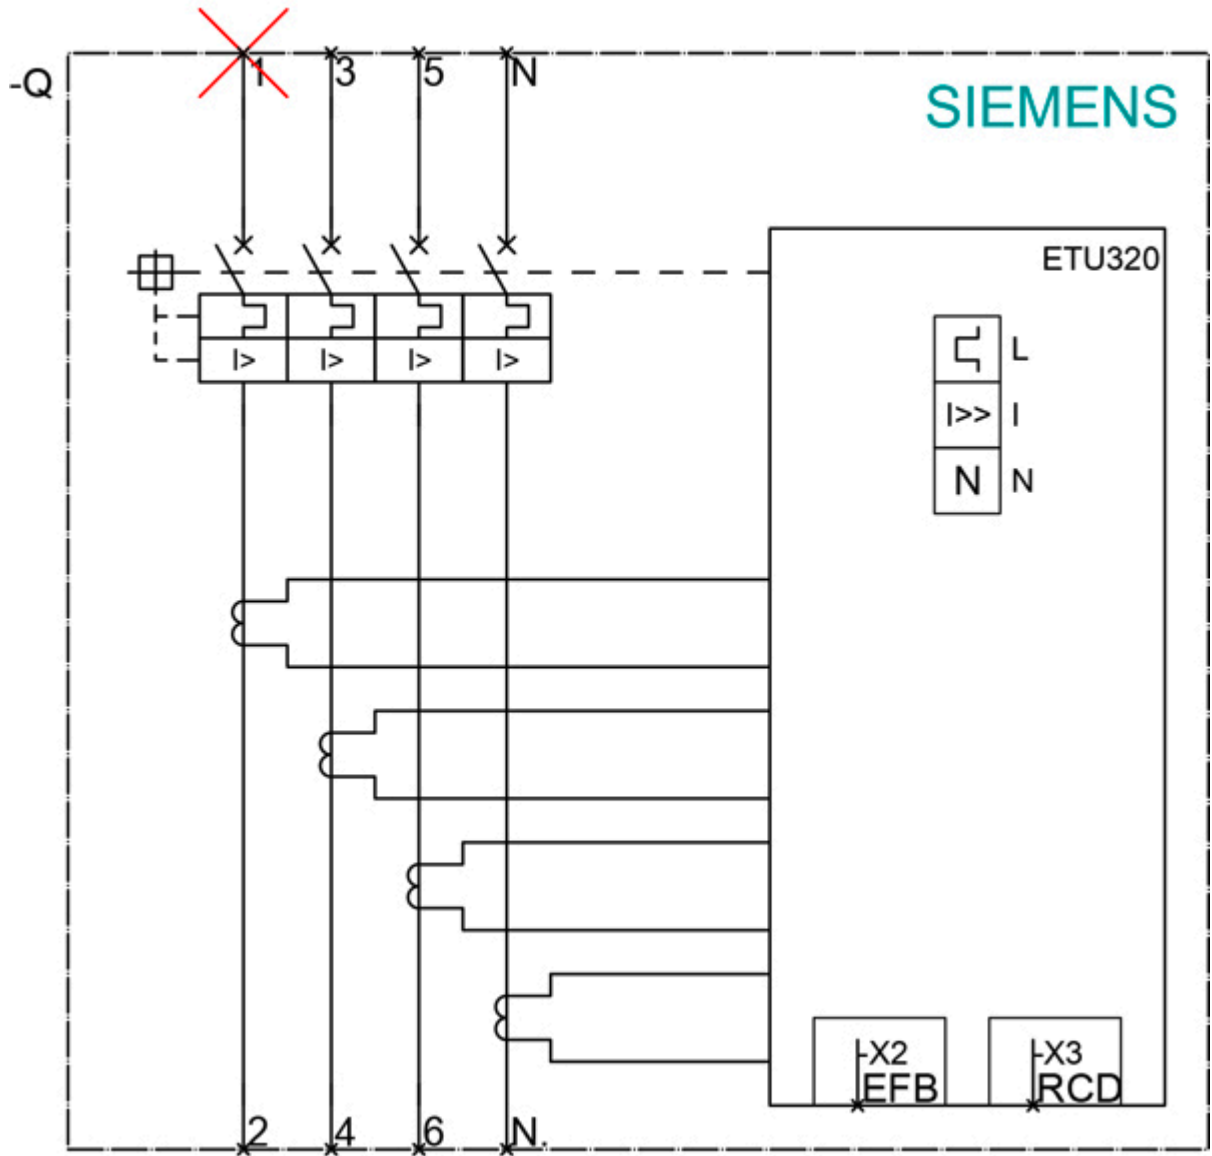 -Q
1 3 5 N
SIEMENS
ETU320
L
I> I> I> I>
I>> I
N N
-X2 -X3
EFB RCD
2 4 6 N.